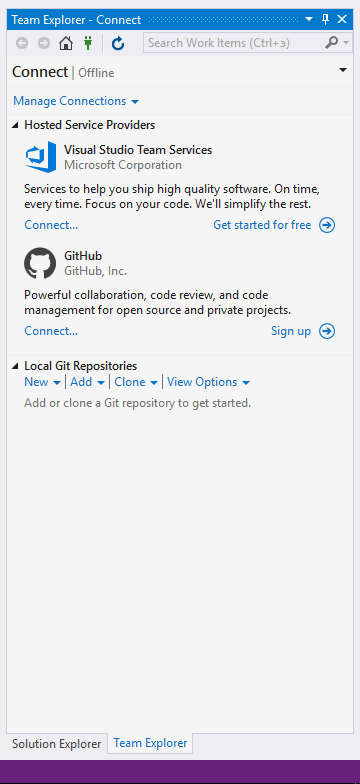 Team Explorer - Connect
Search Work Items (Ctrl+э)
Connect | Offline
Manage Connections
Hosted Service Providers
Visual Studio Team Services
Microsoft Corporation
Services to help you ship high quality software. On time,
every time. Focus on your code. We'll simplify the rest.
Connect... Get started for free
GitHub
GitHub, Inc.
Powerful collaboration, code review, and code
management for open source and private projects.
Connect... Sign up
Local Git Repositories
New | Add | Clone | View Options
Add or clone a Git repository to get started.
Solution Explorer Team Explorer